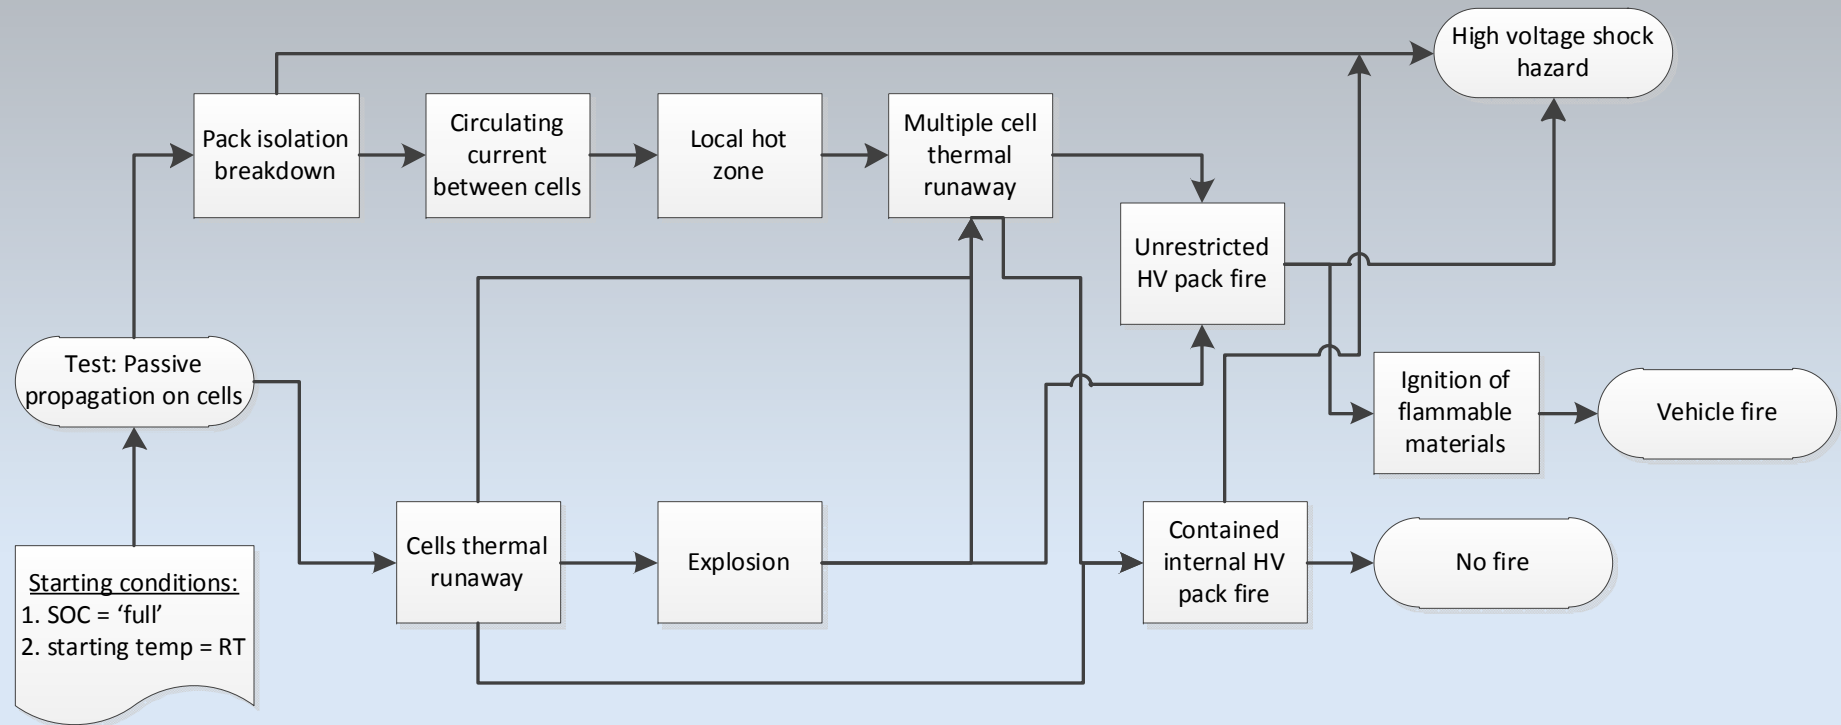 High voltage shock
hazard
Pack isolation
breakdown
Circulating
current
between cells
Local hot
zone
Multiple cell
thermal
runaway
Unrestricted
HV pack fire
Test: Passive
propagation on cells
Ignition of
flammable
materials
Vehicle fire
Starting conditions:
1. SOC = ‘full’
2. starting temp = RT
Cells thermal
runaway
Explosion
Contained
internal HV
pack fire
No fire